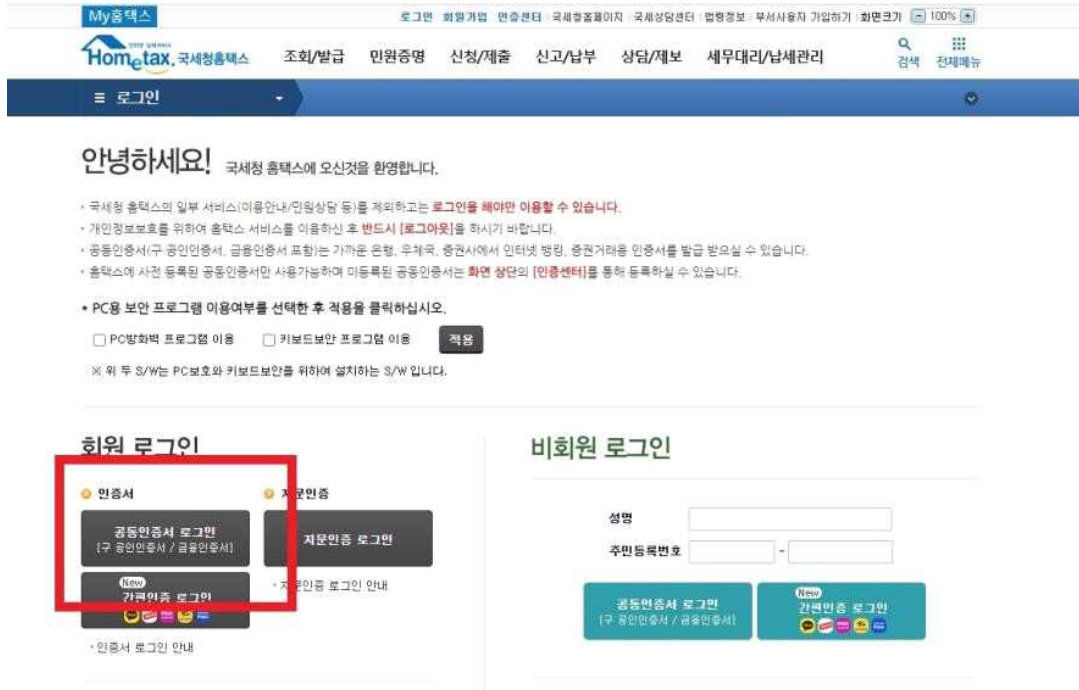 My홈택스
로그인 회원가입 인증센터 국세청홈페이지 국세상담센터 법령정보 부서사용자 가입하기 화면크기 100%
Hometax. 국세청홈택스 조회/발급 민원증명 신청/제출 신고/납부 상담/제보 세무대리/납세관리 검색 전체메뉴
로그인
안녕하세요! 국세청 홈택스에 오신것을 환영합니다.
• 국세청 홈택스의 일부 서비스(이용안내/민원상담 등)를 제외하고는 로그인을 해야만 이용할 수 있습니다.
• 개인정보보호를 위하여 홈택스 서비스를 이용하신 후 반드시 [로그아웃]을 하시기 바랍니다.
• 공동인증서(구 공인인증서, 금융인증서 포함)는 가까운 은행, 우체국, 증권사에서 인터넷 뱅킹, 증권거래용 인증서를 발급 받으실 수 있습니다.
• 홈택스에 사전 등록된 공동인증서만 사용가능하며 미등록된 공동인증서는 화면 상단의 [인증센터]를 통해 등록하실 수 있습니다.
* PC용 보안 프로그램 이용여부를 선택한 후 적용을 클릭하십시오.
PC방화벽 프로그램 이용 키보드보안 프로그램 이용 적용
※ 위 두 S/W는 PC보호와 키보드보안를 위하여 설치하는 S/W 입니다.
회원 로그인
인증서
공동인증서 로그인
[구 공인인증서 / 금융인증서]
New
간편인증 로그인
• 인증서 로그인 안내
지문인증
지문인증 로그인
• 지문인증 로그인 안내
비회원 로그인
성명
주민등록번호 -
공동인증서 로그인
[구 공인인증서 / 금융인증서]
New
간편인증 로그인